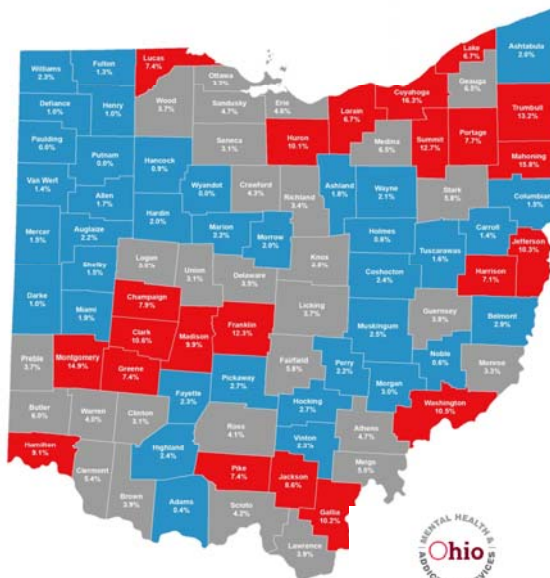 Williams
2.3%
Fulton
1.3%
Lucas
7.4%
Ottawa
Lake
6.7%
Ashtabula
Geauga
Cuyahoga
16.3%
Defiance
1.0%
Henry
1.0%
Wood
3.7%
Sandusky
4.7%
Erie
Lorain
6.7%
Trumbull
13.2%
Paulding
Putnam
Hancock
0.9%
Seneca
3.1%
Huron
10.1%
Medina
Summit
12.7%
Portage
7.7%
Mahoning
Van Wert
1.4%
Allen
1.7%
Wyandot
Crawford
4.3%
Richland
3.4%
Ashland
Wayne
2.1%
Stark
Columbiana
Mercer
1.5%
Auglaize
2.2%
Hardin
2.0%
Marion
Morrow
2.9%
Holmes
Carroll
1.4%
Tuscarawas
1.6%
Jefferson
10.3%
Harrison
7.1%
Shelby
Logan
Union
3.1%
Delaware
3.5%
Knox
Coshocton
2.4%
Darke
1.0%
Miami
1.9%
Champaign
7.9%
Licking
3.7%
Guernsey
Belmont
2.9%
Clark
Madison
9.9%
Franklin
12.3%
Muskingum
2.5%
Noble
Monroe
3.3%
Preble
3.7%
Montgomery
14.9%
Greene
7.4%
Fairfield
Perry
2.2%
Morgan
Fayette
2.3%
Pickaway
2.7%
Hocking
2.7%
Washington
10.5%
Butler
Warren
Clinton
3.1%
Ross
4.1%
Vinton
Athens
4.7%
Hamilton
9.1%
Clermont
5.4%
Highland
2.4%
Pike
7.4%
Jackson
Meigs
Brown
3.9%
Adams
Scioto
4.2%
Gallia
10.2%
Lawrence
MENTAL HEALTH &
Ohio